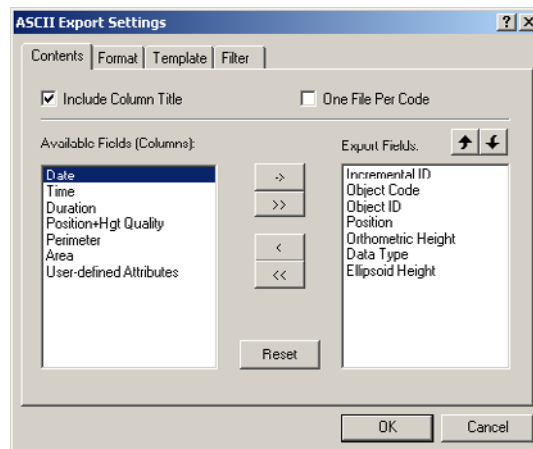 ASCII Export Settings
Contents Format Template Filter
Include Column Title One File Per Code
Available Fields (Columns): Export Fields:
Date
Time
Duration
Position+Hgt Quality
Perimeter
Area
User-defined Attributes
->
>>
<
<<
Reset
Incremental ID
Object Code
Object ID
Position
Orthometric Height
Data Type
Ellipsoid Height
OK Cancel